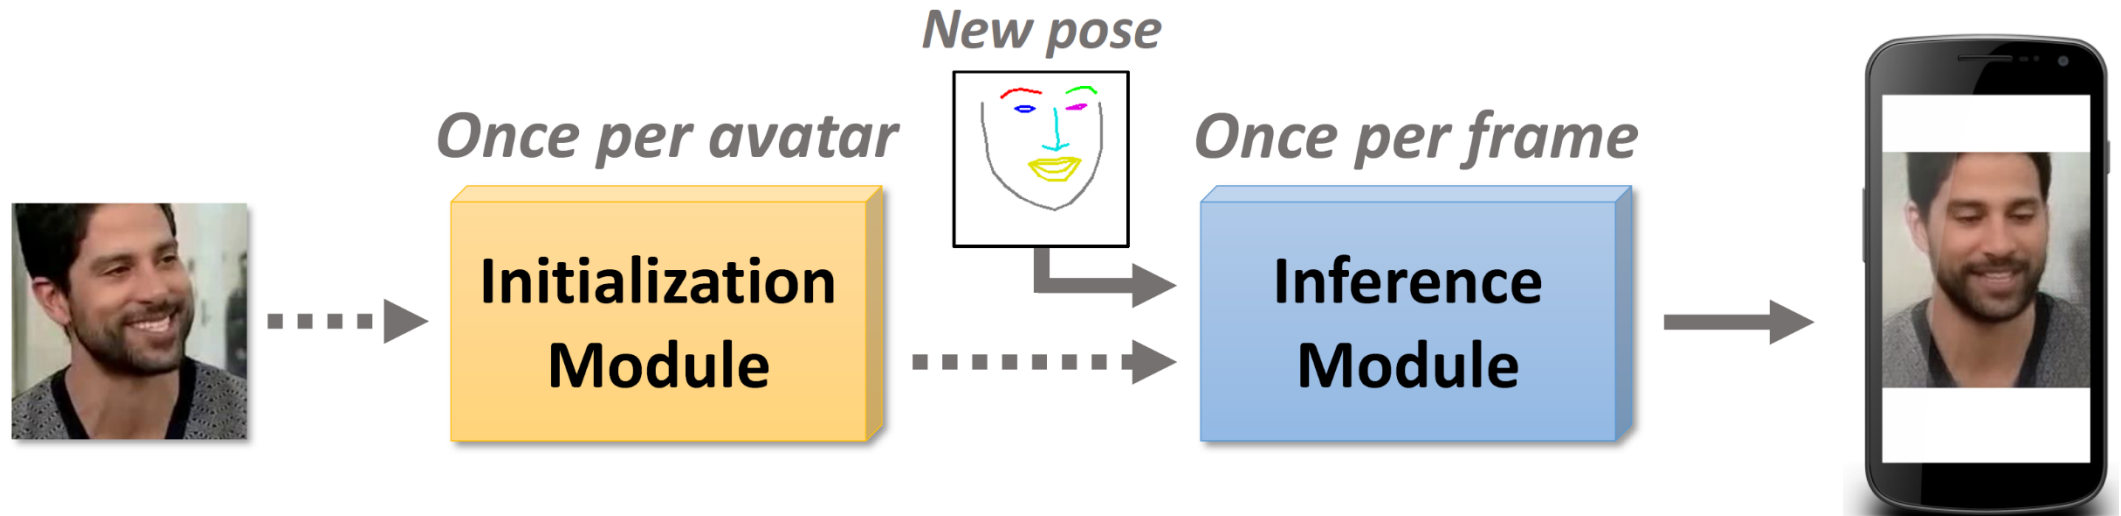 New pose
Once per avatar
Once per frame
Initialization
Module
Inference
Module